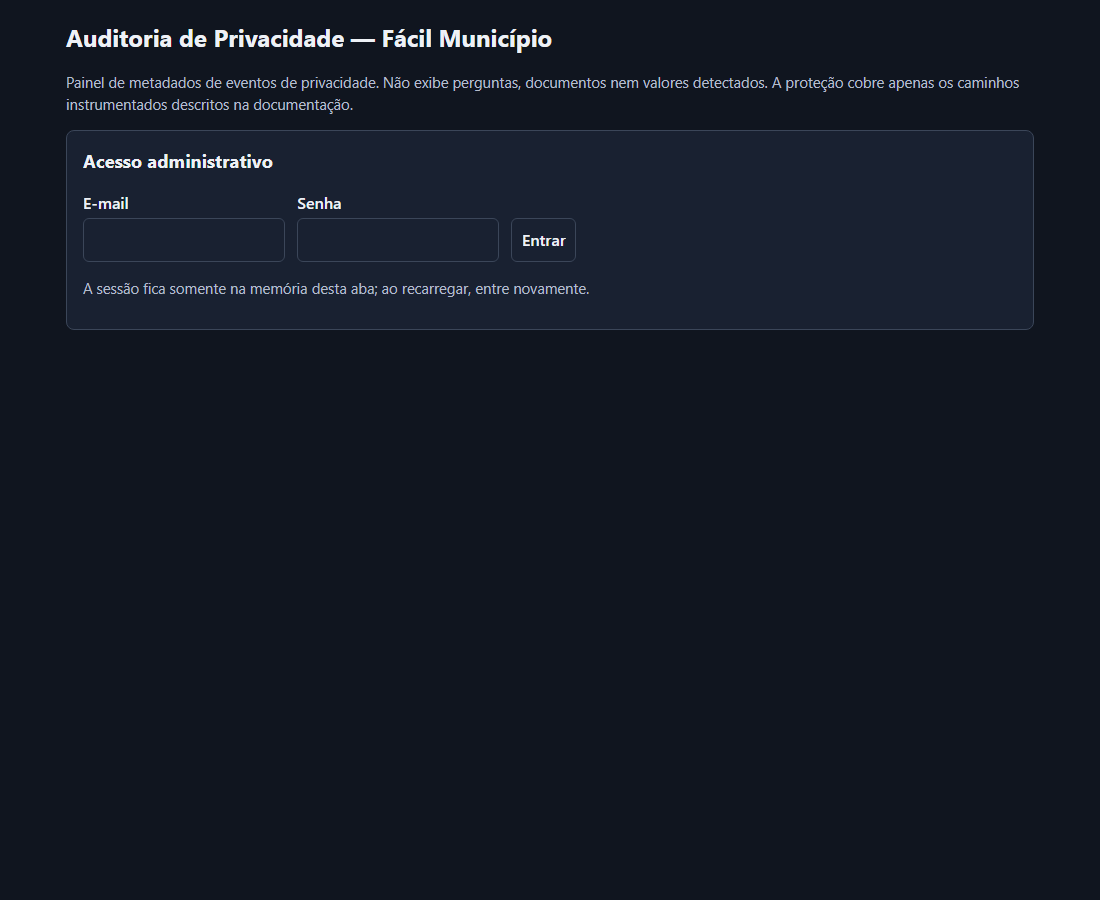 Auditoria de Privacidade — Fácil Município
Painel de metadados de eventos de privacidade. Não exibe perguntas, documentos nem valores detectados. A proteção cobre apenas os caminhos
instrumentados descritos na documentação.
Acesso administrativo
E-mail Senha
Entrar
A sessão fica somente na memória desta aba; ao recarregar, entre novamente.